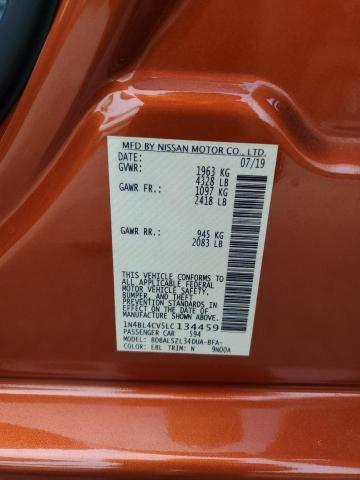 MFD BY NISSAN MOTOR CO., LTD.
DATE: 07/19
GVWR: 1963 KG
4328 LB
GAWR FR.: 1097 KG
2418 LB
GAWR RR.: 945 KG
2083 LB
THIS VEHICLE CONFORMS TO
ALL APPLICABLE FEDERAL
MOTOR VEHICLE SAFETY,
BUMPER, AND THEFT
PREVENTION STANDARDS IN
EFFECT ON THE DATE OF
MANUFACTURE SHOWN ABOVE.
1N4BL4CV5LC134459
PASSENGER CAR 594
MODEL: BDBALSZL34DUA-BFA-
COLOR: EBL TRIM: N 9N00A